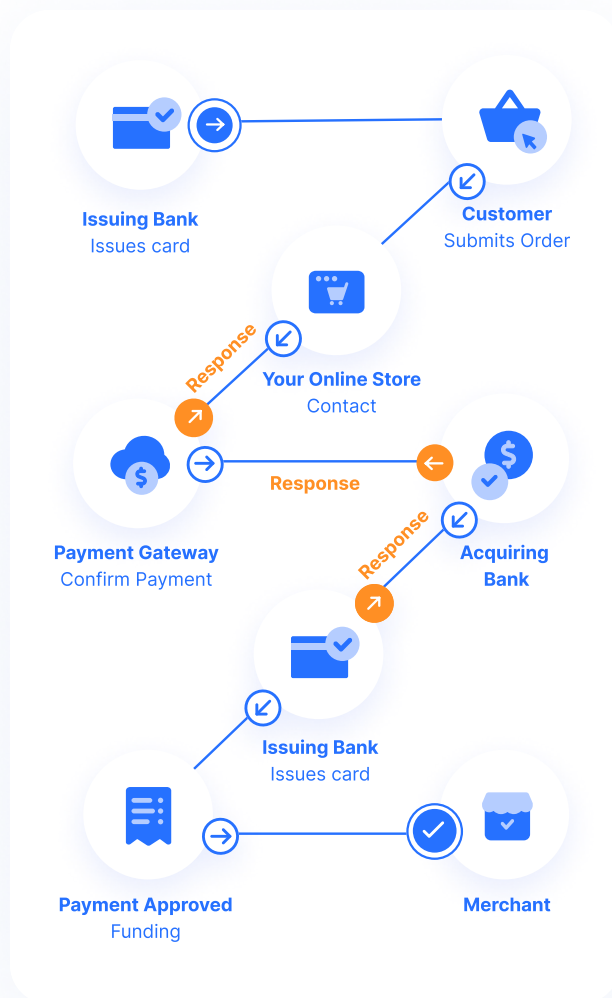 Issuing Bank
Issues card
Customer
Submits Order
Response
Your Online Store
Contact
Response
Payment Gateway
Confirm Payment
Response
Acquiring
Bank
Issuing Bank
Issues card
Payment Approved
Funding
Merchant